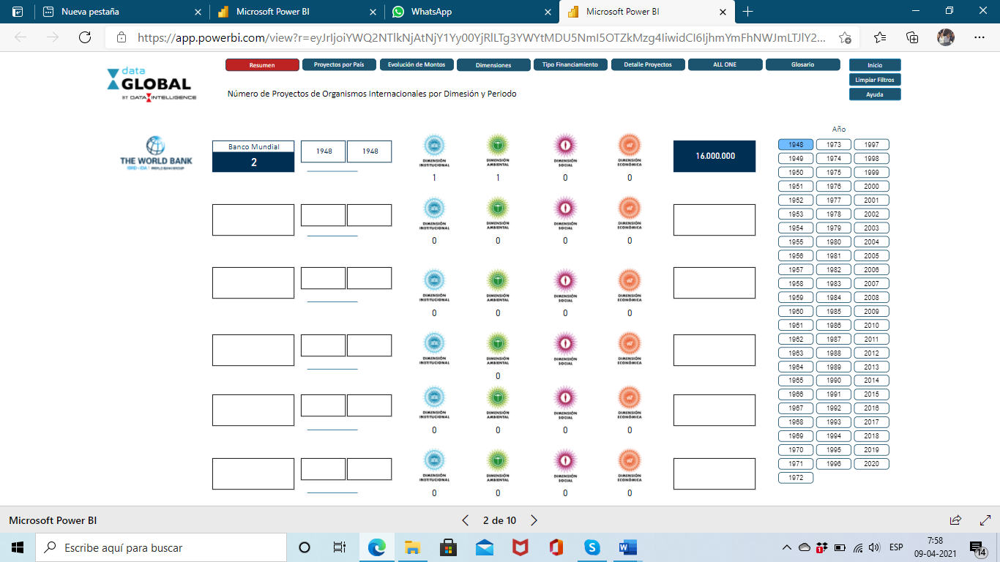 Nueva pestaña
Microsoft Power BI
WhatsApp
Microsoft Power BI
https://app.powerbi.com/view?r=eyJrIjoiYWQ2NTlkNjAtNjY1Yy00YjRlLTg3YWYtMDU5NmI5OTZkMzg4IiwidCI6IjhmYmFhNWJmLTJlY2...
data
GLOBAL
BY DATA INTELLIGENCE
Resumen
Proyectos por País
Evolución de Montos
Dimensiones
Tipo Financiamiento
Detalle Proyectos
ALL ONE
Glosario
Inicio
Limpiar Filtros
Ayuda
Número de Proyectos de Organismos Internacionales por Dimesión y Periodo
THE WORLD BANK
IBRD - IDA | WORLD BANK GROUP
Banco Mundial
2
1948 1948
DIMENSIÓN INSTITUCIONAL
DIMENSIÓN AMBIENTAL
DIMENSIÓN SOCIAL
DIMENSIÓN ECONÓMICA
1 1 0 0
16.000.000
DIMENSIÓN INSTITUCIONAL
DIMENSIÓN AMBIENTAL
DIMENSIÓN SOCIAL
DIMENSIÓN ECONÓMICA
0 0 0 0
DIMENSIÓN INSTITUCIONAL
DIMENSIÓN AMBIENTAL
DIMENSIÓN SOCIAL
DIMENSIÓN ECONÓMICA
0 0 0 0
DIMENSIÓN INSTITUCIONAL
DIMENSIÓN AMBIENTAL
DIMENSIÓN SOCIAL
DIMENSIÓN ECONÓMICA
0
DIMENSIÓN INSTITUCIONAL
DIMENSIÓN AMBIENTAL
DIMENSIÓN SOCIAL
DIMENSIÓN ECONÓMICA
0 0 0 0
DIMENSIÓN INSTITUCIONAL
DIMENSIÓN AMBIENTAL
DIMENSIÓN SOCIAL
DIMENSIÓN ECONÓMICA
0 0 0 0
Año
1948 1973 1997
1949 1974 1998
1950 1975 1999
1951 1976 2000
1952 1977 2001
1953 1978 2002
1954 1979 2003
1955 1980 2004
1956 1981 2005
1957 1982 2006
1958 1983 2007
1959 1984 2008
1960 1985 2009
1961 1986 2010
1962 1987 2011
1963 1988 2012
1964 1989 2013
1965 1990 2014
1966 1991 2015
1967 1992 2016
1968 1993 2017
1969 1994 2018
1970 1995 2019
1971 1996 2020
1972
Microsoft Power BI
2 de 10
Escribe aquí para buscar
ESP
7:58
09-04-2021
14